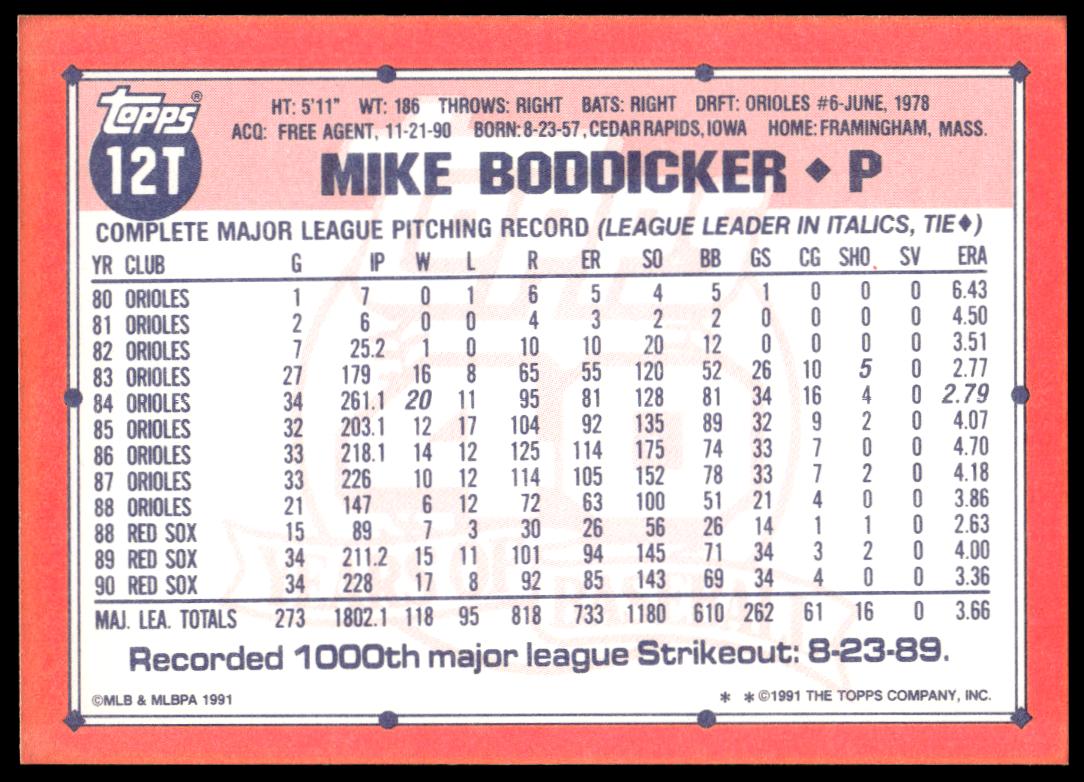 topps®
12T
HT: 5'11" WT: 186 THROWS: RIGHT BATS: RIGHT DRFT: ORIOLES #6-JUNE, 1978
ACQ: FREE AGENT, 11-21-90 BORN: 8-23-57, CEDAR RAPIDS, IOWA HOME: FRAMINGHAM, MASS.
MIKE BODDICKER ♦ P
COMPLETE MAJOR LEAGUE PITCHING RECORD (LEAGUE LEADER IN ITALICS, TIE♦)
YR CLUB G IP W L R ER SO BB GS CG SHO SV ERA
80 ORIOLES 1 7 0 1 6 5 4 5 1 0 0 0 6.43
81 ORIOLES 2 6 0 0 4 3 2 2 0 0 0 0 4.50
82 ORIOLES 7 25.2 1 0 10 10 20 12 0 0 0 0 3.51
83 ORIOLES 27 179 16 8 65 55 120 52 26 10 5 0 2.77
84 ORIOLES 34 261.1 20 11 95 81 128 81 34 16 4 0 2.79
85 ORIOLES 32 203.1 12 17 104 92 135 89 32 9 2 0 4.07
86 ORIOLES 33 218.1 14 12 125 114 175 74 33 7 0 0 4.70
87 ORIOLES 33 226 10 12 114 105 152 78 33 7 2 0 4.18
88 ORIOLES 21 147 6 12 72 63 100 51 21 4 0 0 3.86
88 RED SOX 15 89 7 3 30 26 56 26 14 1 1 0 2.63
89 RED SOX 34 211.2 15 11 101 94 145 71 34 3 2 0 4.00
90 RED SOX 34 228 17 8 92 85 143 69 34 4 0 0 3.36
MAJ. LEA. TOTALS 273 1802.1 118 95 818 733 1180 610 262 61 16 0 3.66
Recorded 1000th major league Strikeout: 8-23-89.
©MLB & MLBPA 1991
* * ©1991 THE TOPPS COMPANY, INC.